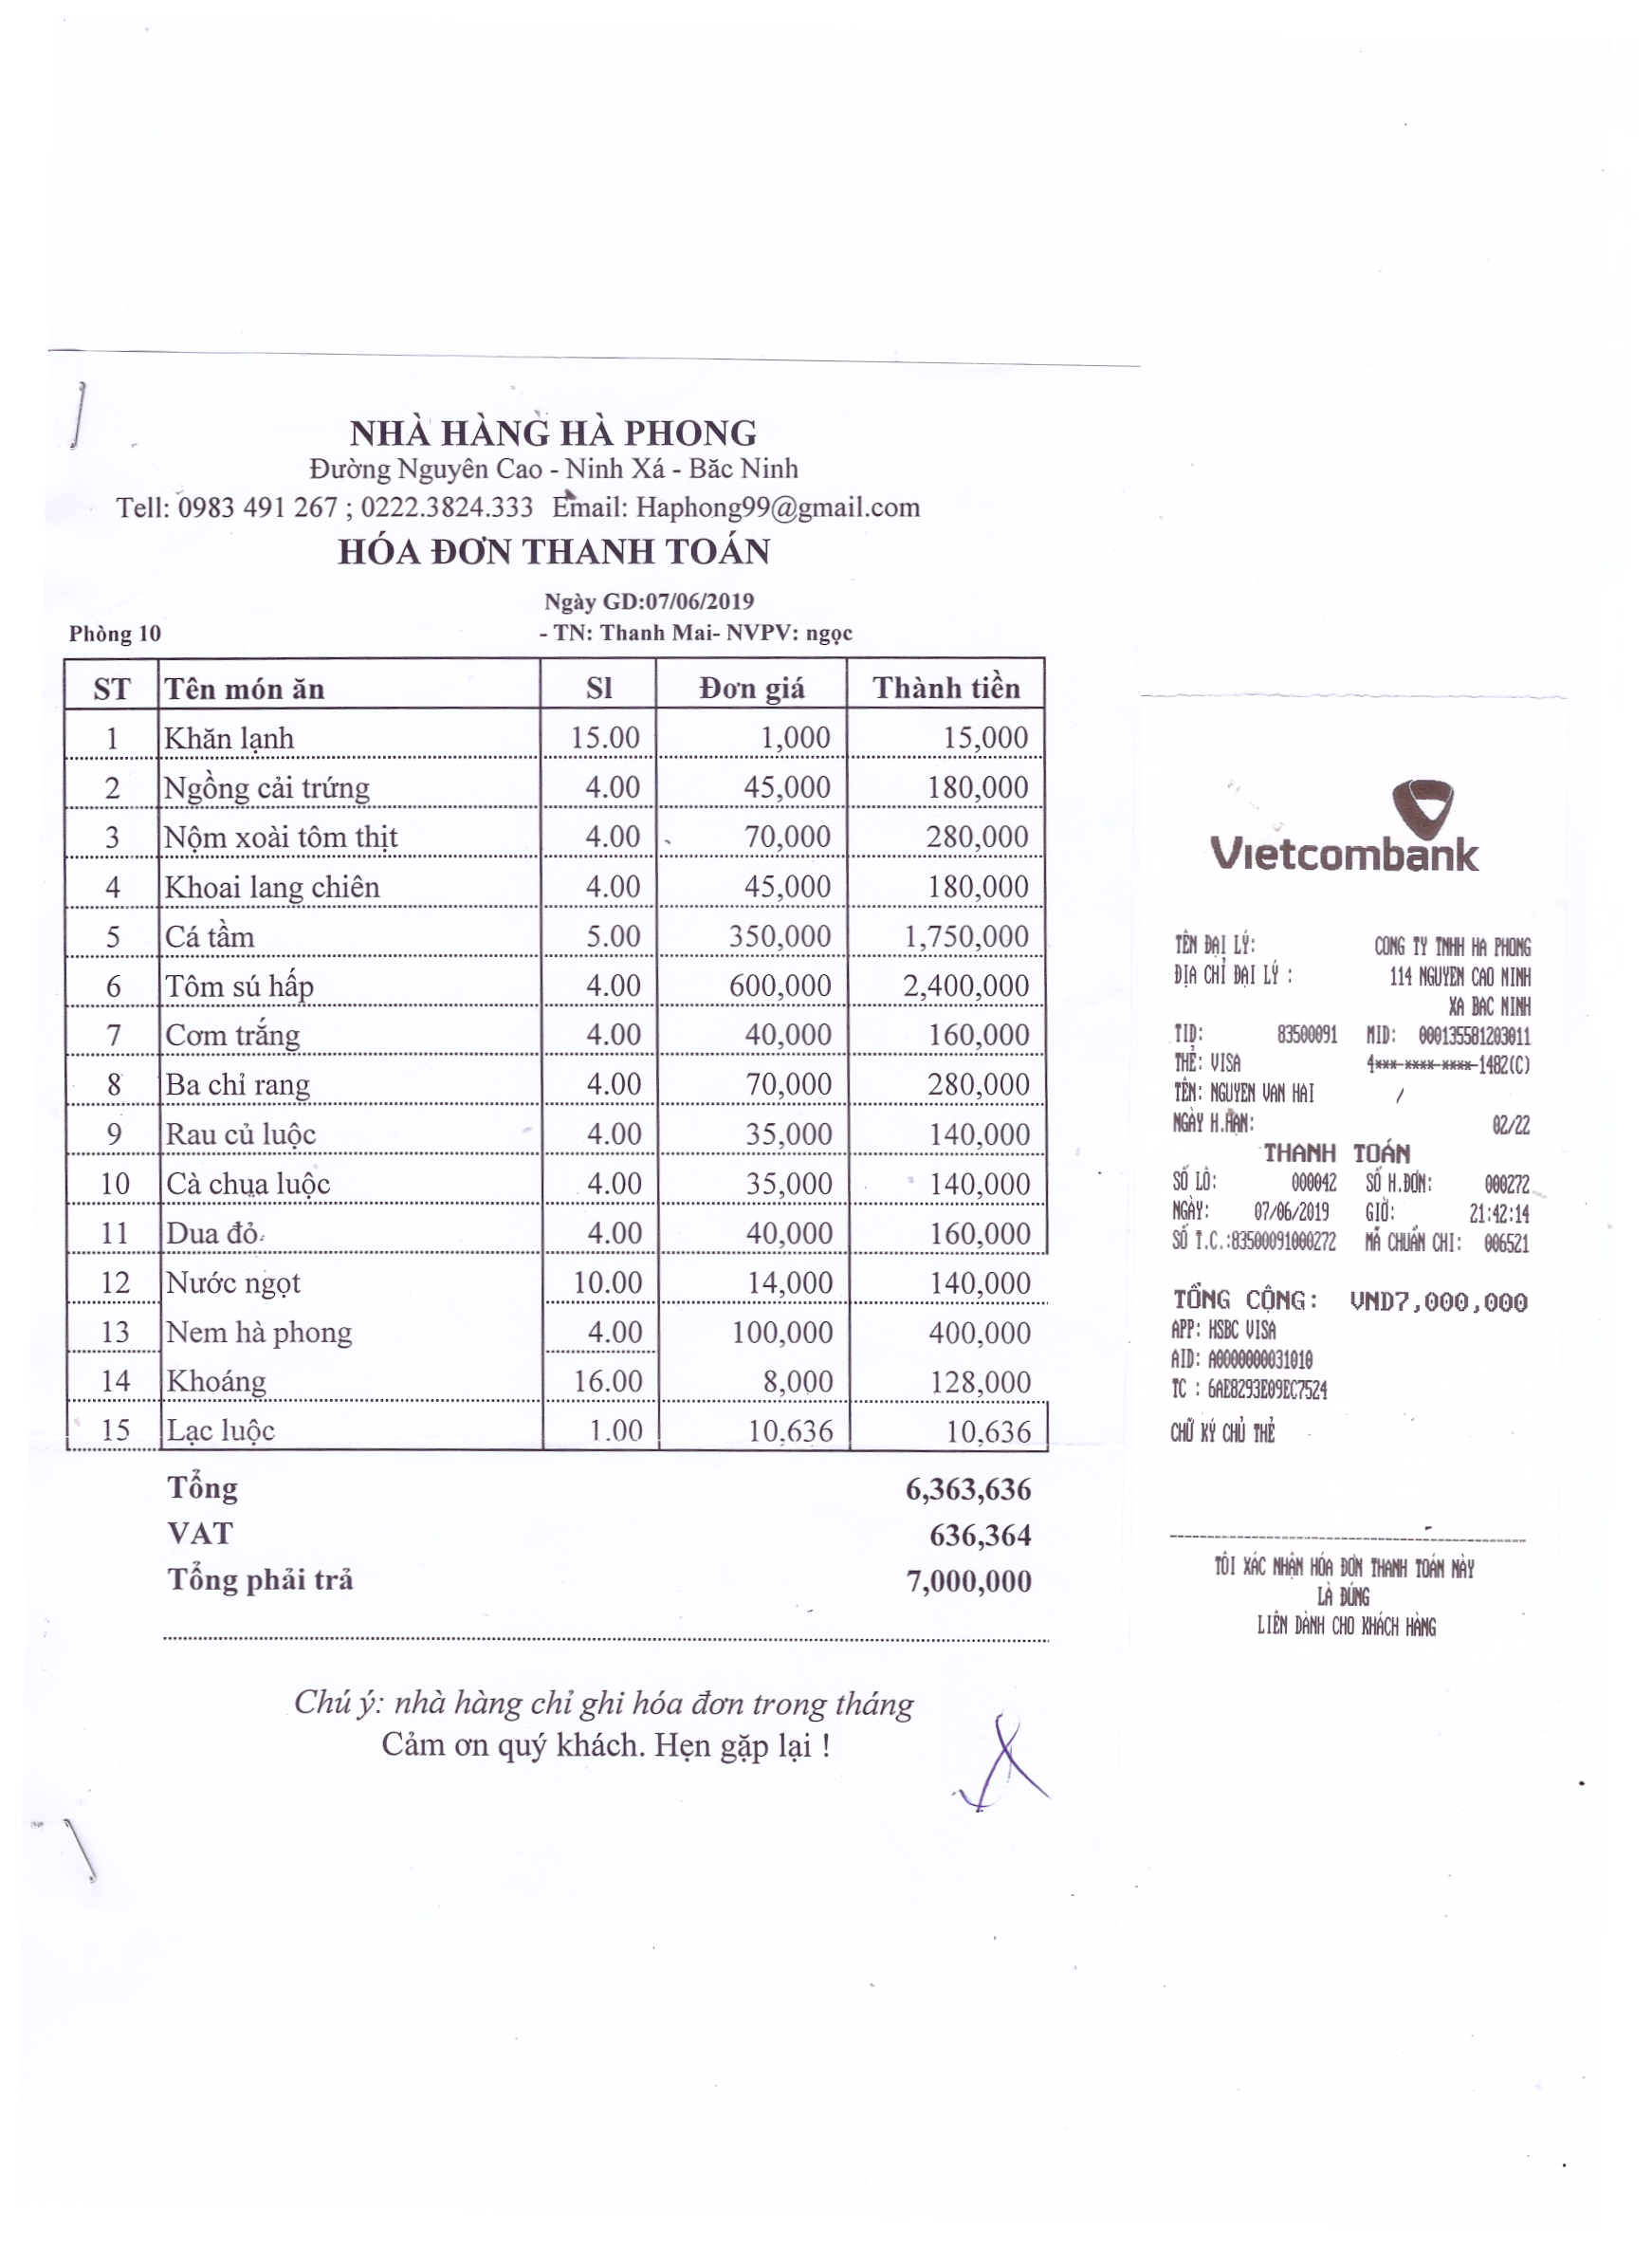 NHÀ HÀNG HÀ PHONG
Đường Nguyên Cao - Ninh Xá - Băc Ninh
Tell: 0983 491 267 ; 0222.3824.333 Email: Haphong99@gmail.com
HÓA ĐƠN THANH TOÁN
Ngày GD:07/06/2019
Phòng 10 - TN: Thanh Mai- NVPV: ngọc
ST Tên món ăn Sl Đơn giá Thành tiền
1 Khăn lạnh 15.00 1,000 15,000
2 Ngồng cải trứng 4.00 45,000 180,000
3 Nộm xoài tôm thịt 4.00 70,000 280,000
4 Khoai lang chiên 4.00 45,000 180,000
5 Cá tầm 5.00 350,000 1,750,000
6 Tôm sú hấp 4.00 600,000 2,400,000
7 Cơm trắng 4.00 40,000 160,000
8 Ba chỉ rang 4.00 70,000 280,000
9 Rau củ luộc 4.00 35,000 140,000
10 Cà chụa luộc 4.00 35,000 140,000
11 Dua đỏ 4.00 40,000 160,000
12 Nước ngọt 10.00 14,000 140,000
13 Nem hà phong 4.00 100,000 400,000
14 Khoáng 16.00 8,000 128,000
15 Lạc luộc 1.00 10,636 10,636
Tổng 6,363,636
VAT 636,364
Tổng phải trả 7,000,000
Chú ý: nhà hàng chỉ ghi hóa đơn trong tháng
Cảm ơn quý khách. Hẹn gặp lại !
Vietcombank
TÊN ĐẠI LÝ: CONG TY TNHH HA PHONG
ĐỊA CHỈ ĐẠI LÝ : 114 NGUYEN CAO NINH
XA BAC NINH
TID: 83500091 MID: 000135581203011
THẺ: VISA 4***-****-****-1482(C)
TÊN: NGUYEN VAN HAI /
NGÀY H.HẠN: 02/22
THANH TOÁN
SỐ LÔ: 000042 SỐ H.ĐƠN: 000272
NGÀY: 07/06/2019 GIỜ: 21:42:14
SỐ T.C.:83500091000272 MÃ CHUẨN CHI: 006521
TỔNG CỘNG: VND7,000,000
APP: HSBC VISA
AID: A0000000031010
TC : 6AE8293E09EC7524
CHỮ KÝ CHỦ THẺ
TÔI XÁC NHẬN HÓA ĐƠN THANH TOÁN NÀY
LÀ ĐÚNG
LIÊN DÀNH CHO KHÁCH HÀNG